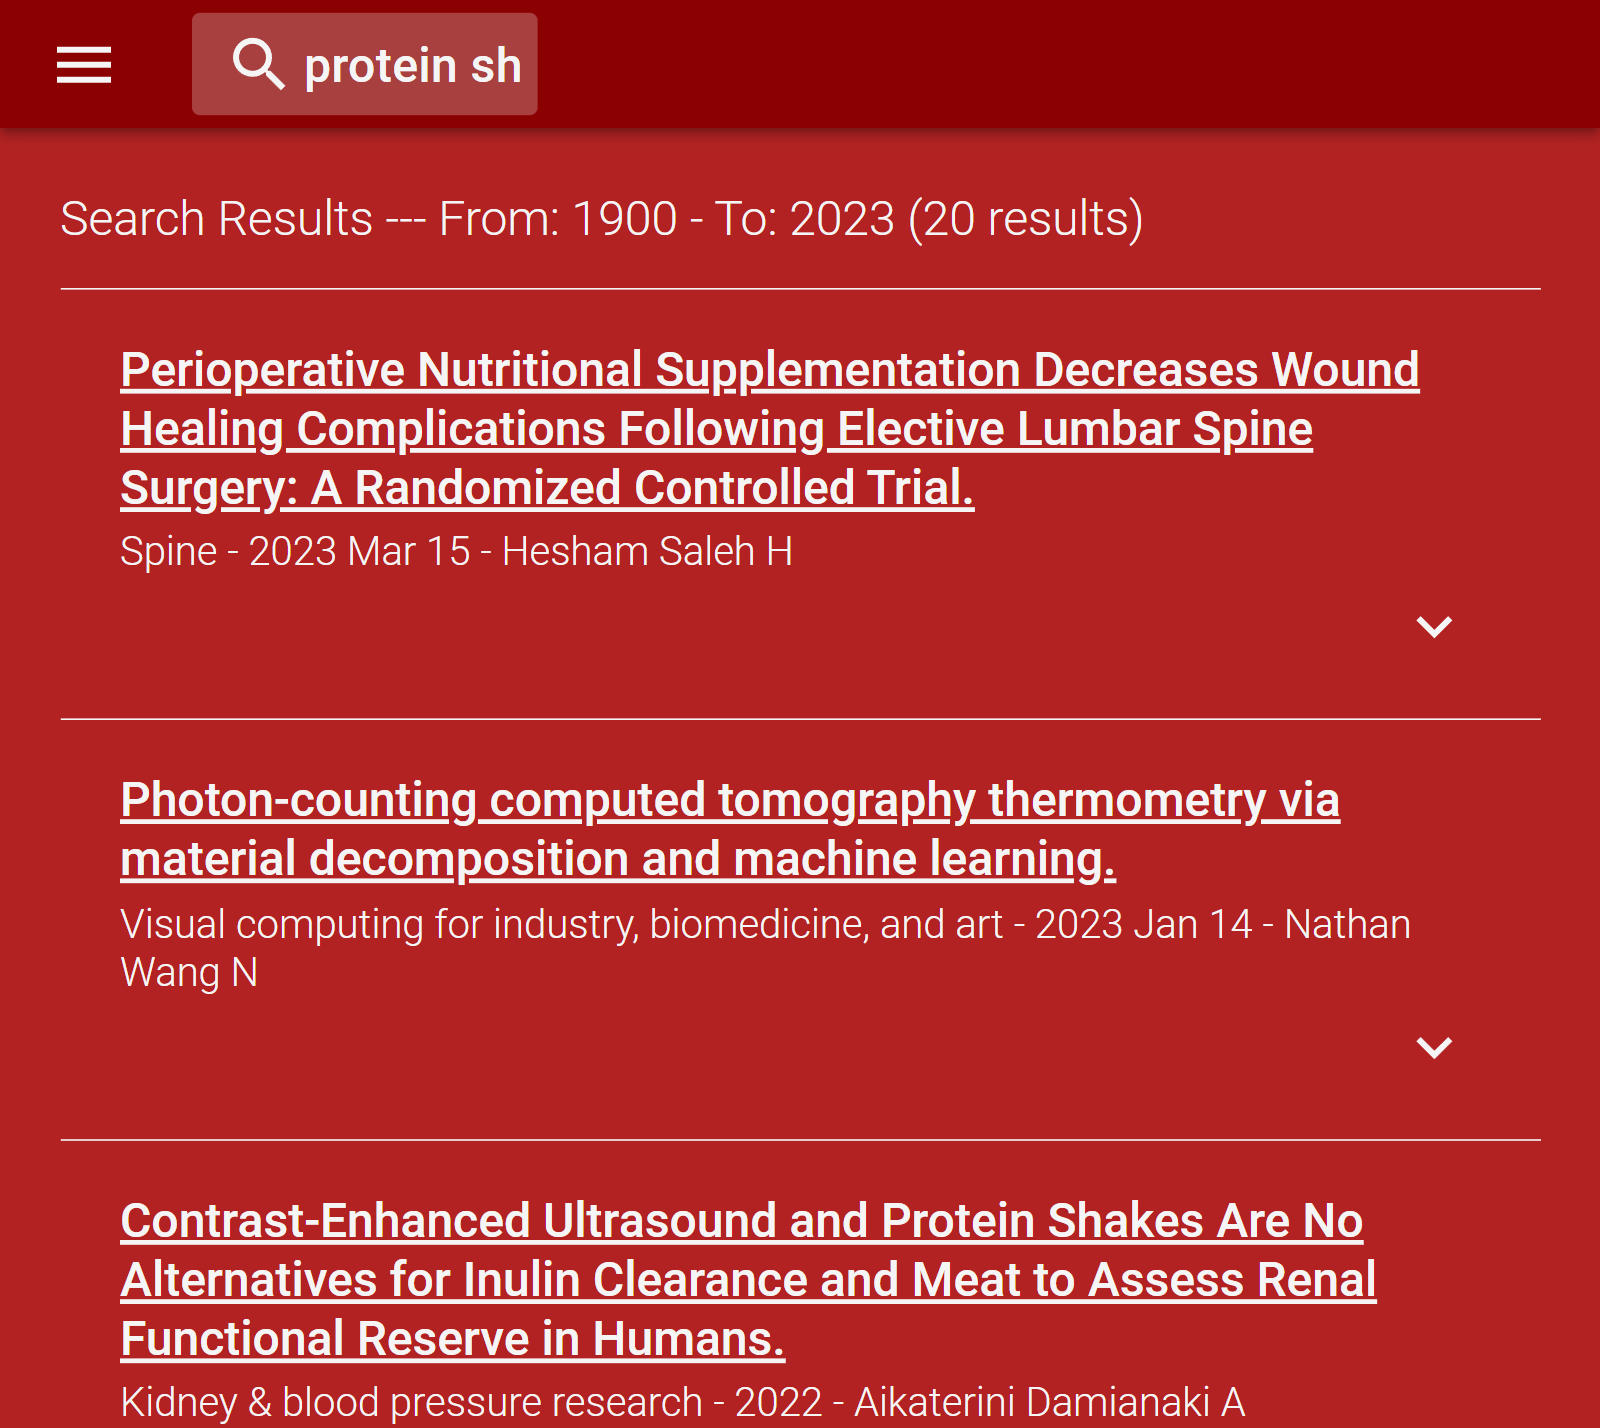 protein sh
Search Results --- From: 1900 - To: 2023 (20 results)
Perioperative Nutritional Supplementation Decreases Wound
Healing Complications Following Elective Lumbar Spine
Surgery: A Randomized Controlled Trial.
Spine - 2023 Mar 15 - Hesham Saleh H
Photon-counting computed tomography thermometry via
material decomposition and machine learning.
Visual computing for industry, biomedicine, and art - 2023 Jan 14 - Nathan
Wang N
Contrast-Enhanced Ultrasound and Protein Shakes Are No
Alternatives for Inulin Clearance and Meat to Assess Renal
Functional Reserve in Humans.
Kidney & blood pressure research - 2022 - Aikaterini Damianaki A